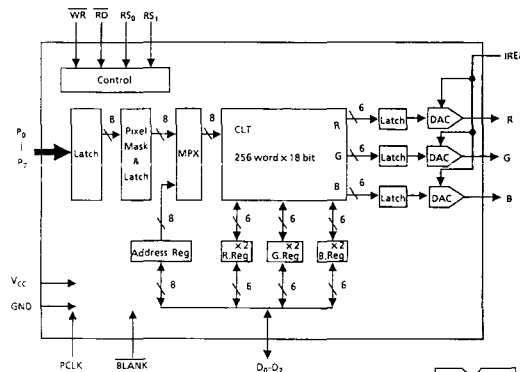 WR RD RS0 RS1
Control
IREF
8 8 8
P0
|
P7
Latch
Pixel
Mask
&
Latch
MPX
CLT
256 word × 18 bit
R 6 Latch DAC R
G 6 Latch DAC G
B 6 Latch DAC B
8 6 6 6
Address Reg
×2
R.Reg
×2
G.Reg
×2
B.Reg
8 6 6 6
VCC
GND
PCLK BLANK D0-D7